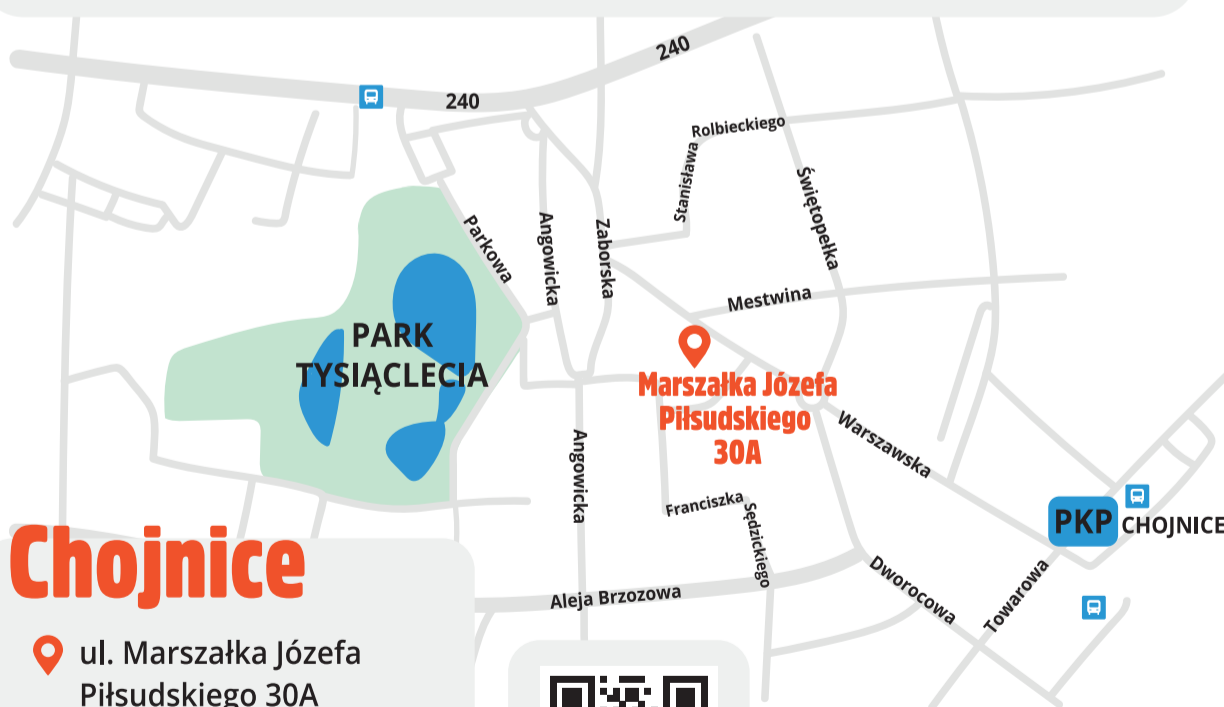 240
240
Rolbieckiego
Stanisława
Świętopełka
Parkowa
Angowicka
Zaborska
Mestwina
PARK
TYSIĄCLECIA
Marszałka Józefa
Piłsudskiego
30A
Warszawska
Angowicka
Franciszka
Sędzickiego
PKP CHOJNICE
Aleja Brzozowa
Dworocowa
Towarowa
Chojnice
ul. Marszałka Józefa
Piłsudskiego 30A